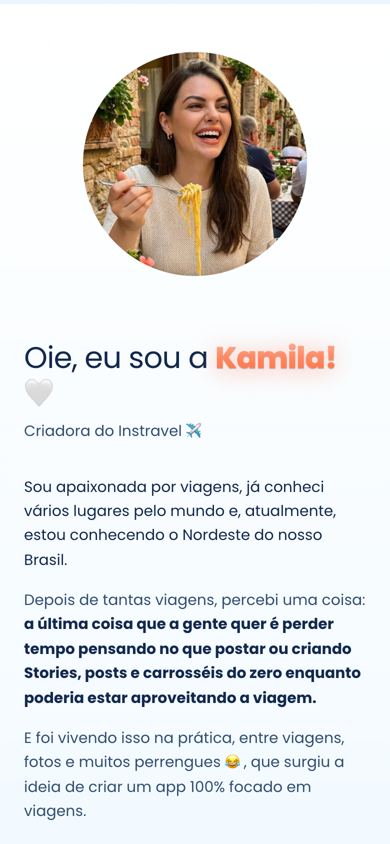 Oie, eu sou a Kamila!
🤍
Criadora do Instravel ✈️
Sou apaixonada por viagens, já conheci
vários lugares pelo mundo e, atualmente,
estou conhecendo o Nordeste do nosso
Brasil.
Depois de tantas viagens, percebi uma coisa:
a última coisa que a gente quer é perder
tempo pensando no que postar ou criando
Stories, posts e carrosséis do zero enquanto
poderia estar aproveitando a viagem.
E foi vivendo isso na prática, entre viagens,
fotos e muitos perrengues 😂 , que surgiu a
ideia de criar um app 100% focado em
viagens.